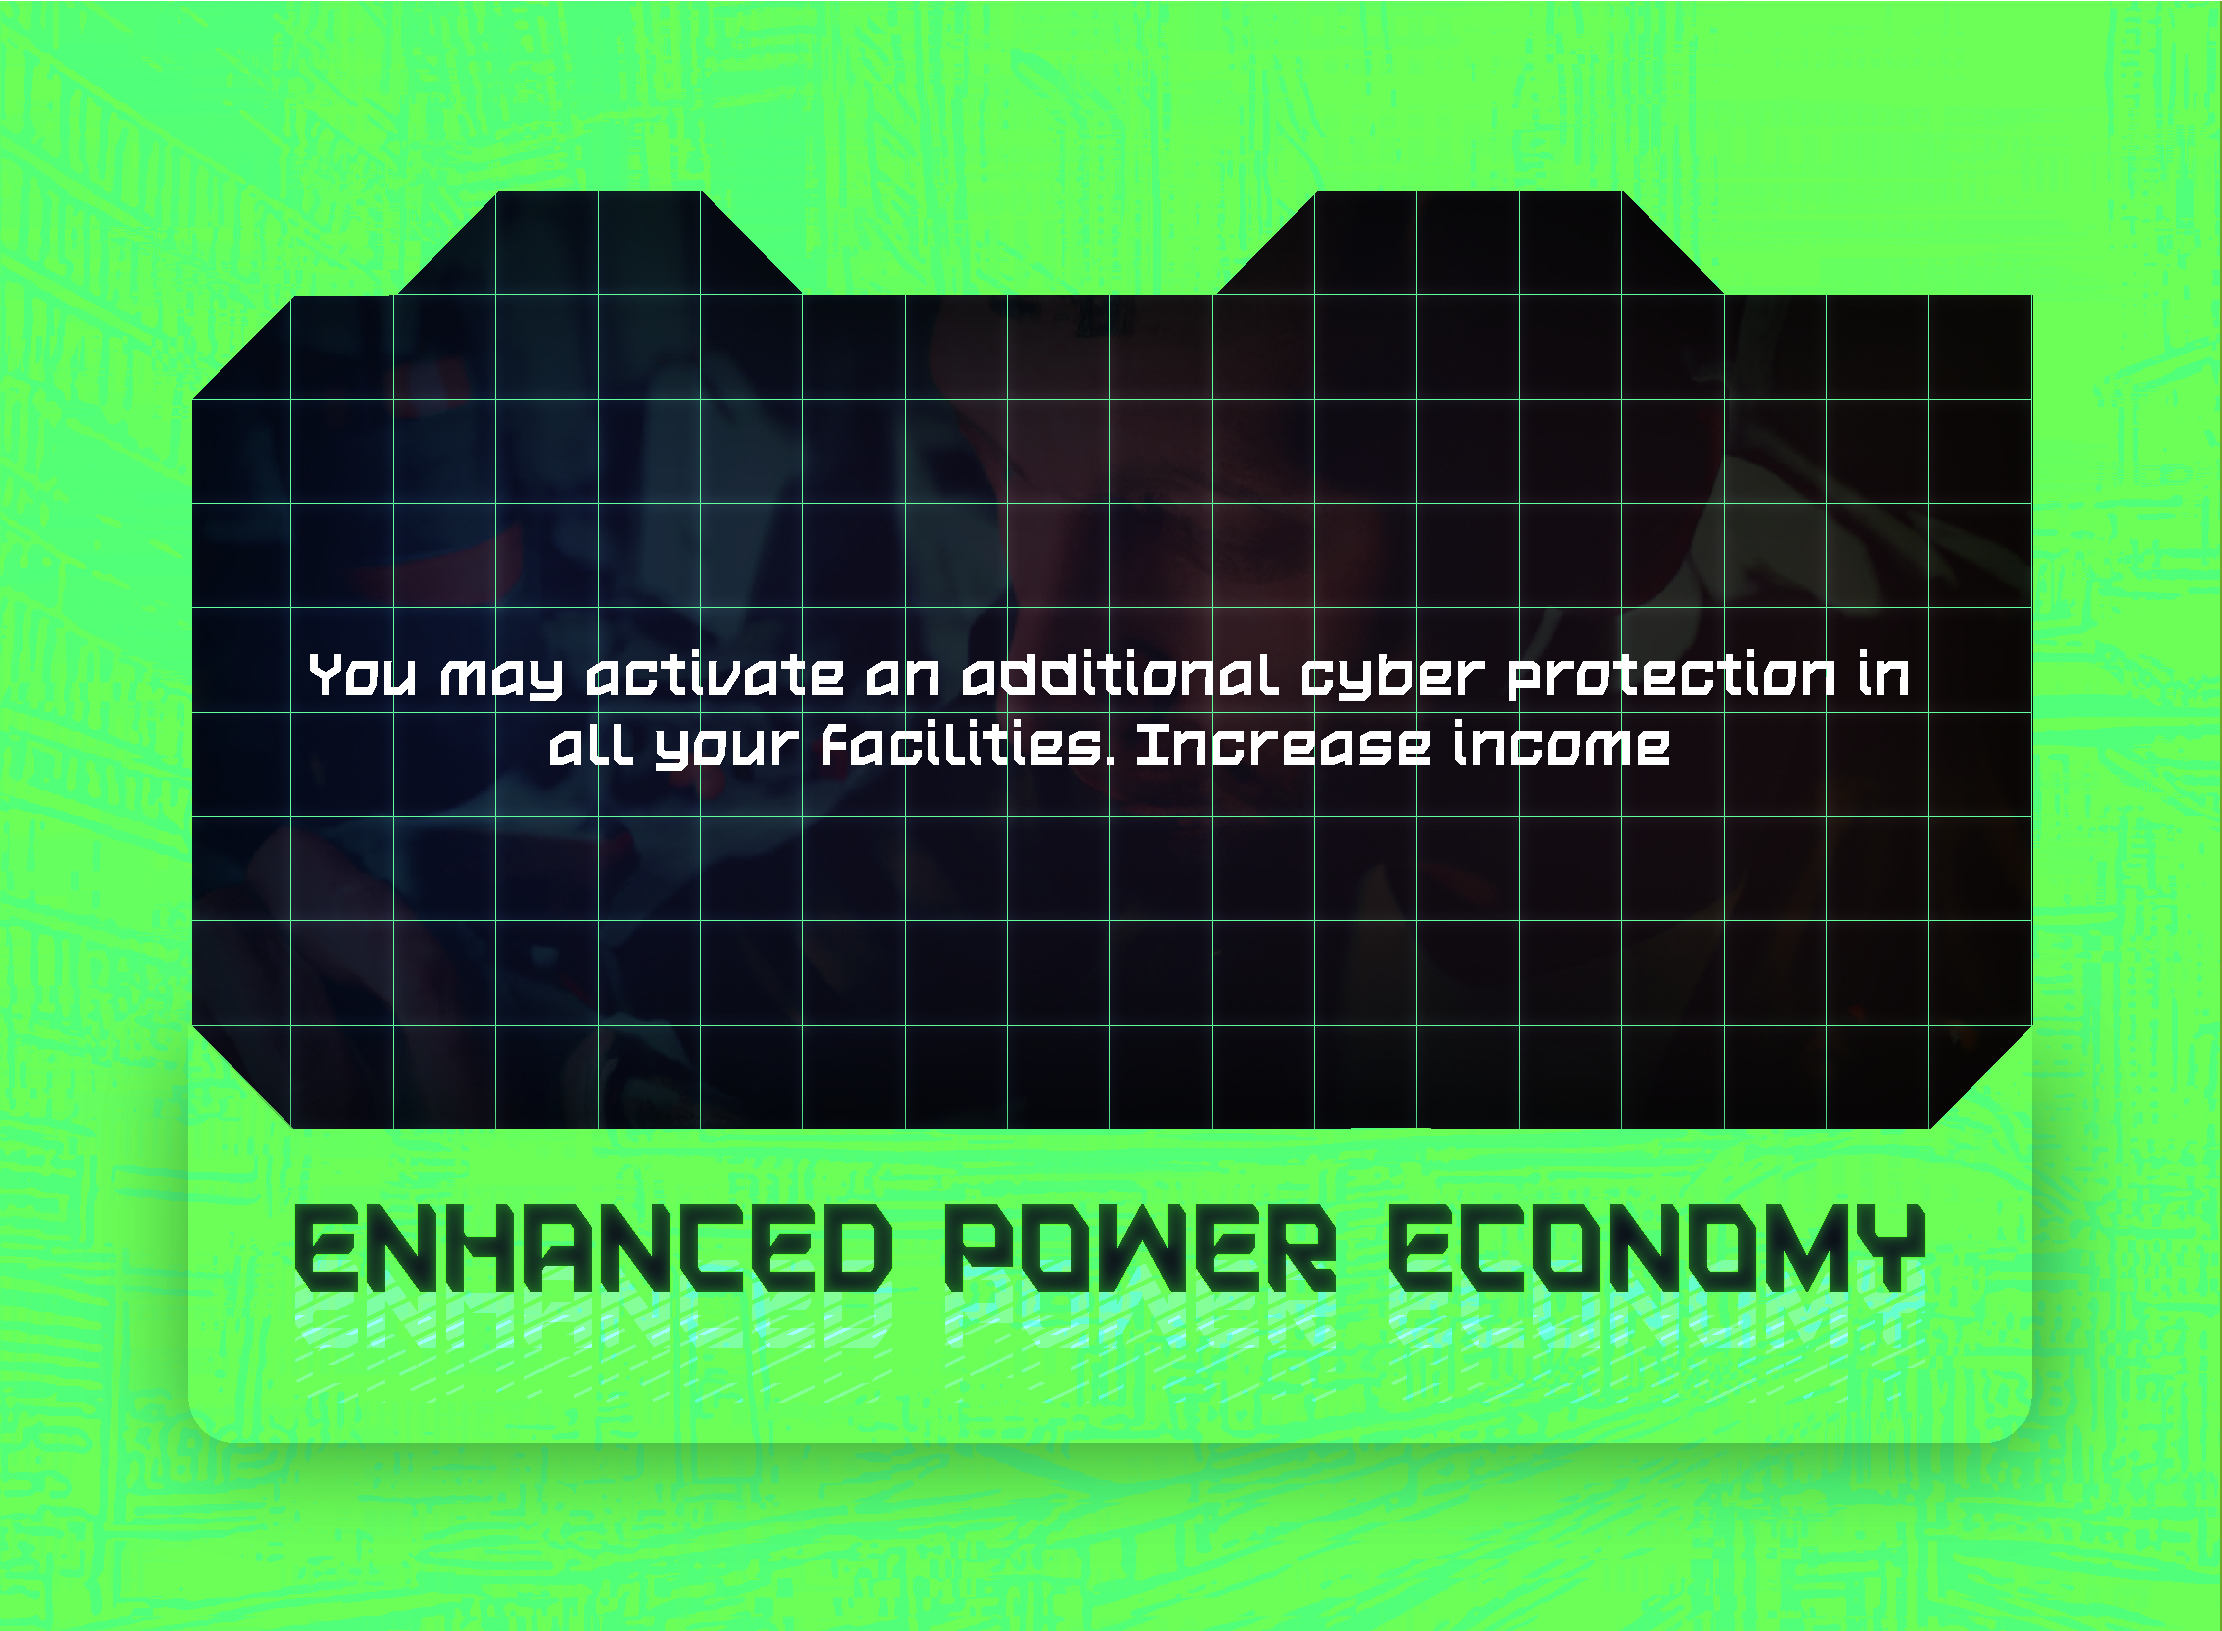 You may activate an additional cyber protection in
all your facilities. Increase income
ENHANCED POWER ECONOMY